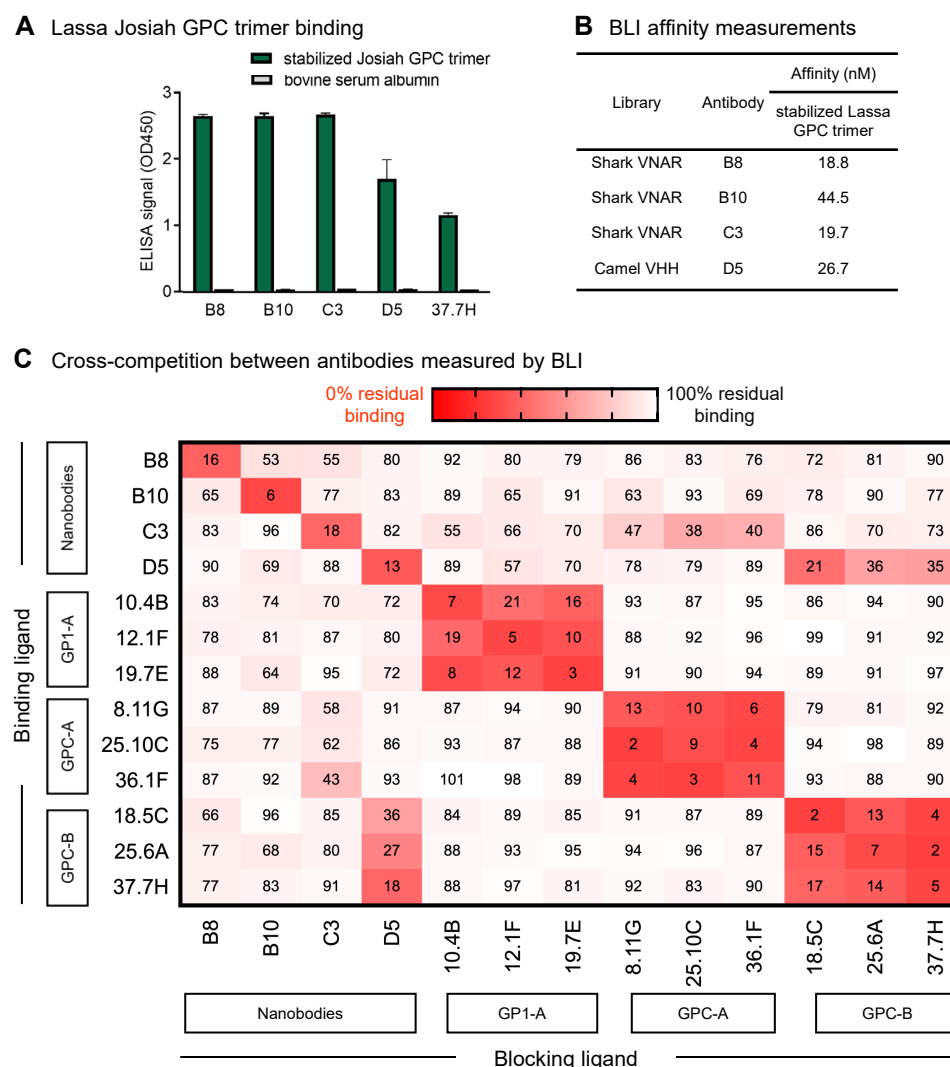 A Lassa Josiah GPC trimer binding
stabilized Josiah GPC trimer
bovine serum albumin
ELISA signal (OD450)
3
2
1
0
B8 B10 C3 D5 37.7H
B BLI affinity measurements
Library Antibody Affinity (nM)
stabilized Lassa
GPC trimer
Shark VNAR B8 18.8
Shark VNAR B10 44.5
Shark VNAR C3 19.7
Camel VHH D5 26.7
C Cross-competition between antibodies measured by BLI
0% residual
binding
100% residual
binding
Binding ligand
Nanobodies
GP1-A
GPC-A
GPC-B
B8 16 53 55 80 92 80 79 86 83 76 72 81 90
B10 65 6 77 83 89 65 91 63 93 69 78 90 77
C3 83 96 18 82 55 66 70 47 38 40 86 70 73
D5 90 69 88 13 89 57 70 78 79 89 21 36 35
10.4B 83 74 70 72 7 21 16 93 87 95 86 94 90
12.1F 78 81 87 80 19 5 10 88 92 96 99 91 92
19.7E 88 64 95 72 8 12 3 91 90 94 89 91 97
8.11G 87 89 58 91 87 94 90 13 10 6 79 81 92
25.10C 75 77 62 86 93 87 88 2 9 4 94 98 89
36.1F 87 92 43 93 101 98 89 4 3 11 93 88 90
18.5C 66 96 85 36 84 89 85 91 87 89 2 13 4
25.6A 77 68 80 27 88 93 95 94 96 87 15 7 2
37.7H 77 83 91 18 88 97 81 92 83 90 17 14 5
B8 B10 C3 D5 10.4B 12.1F 19.7E 8.11G 25.10C 36.1F 18.5C 25.6A 37.7H
Nanobodies GP1-A GPC-A GPC-B
Blocking ligand